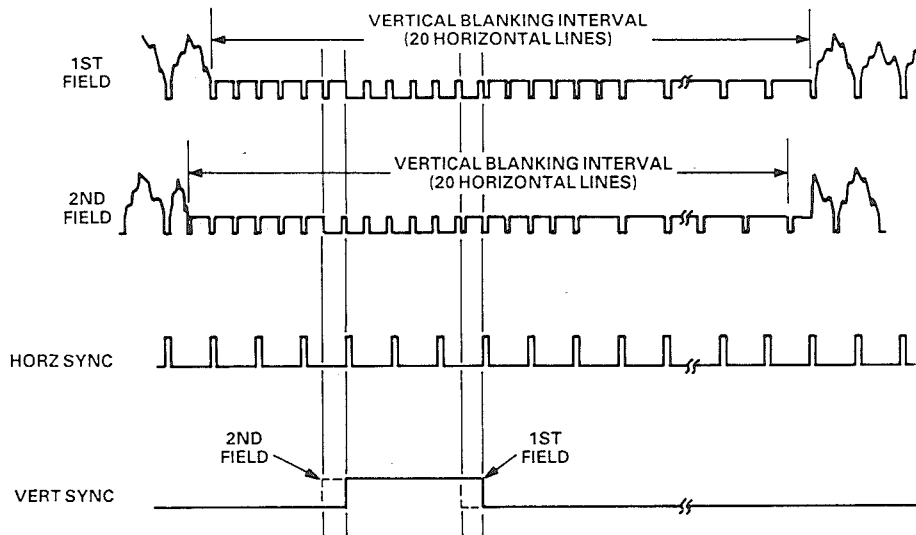 VERTICAL BLANKING INTERVAL
(20 HORIZONTAL LINES)
1ST
FIELD
VERTICAL BLANKING INTERVAL
(20 HORIZONTAL LINES)
2ND
FIELD
HORZ SYNC
2ND
FIELD
1ST
FIELD
VERT SYNC